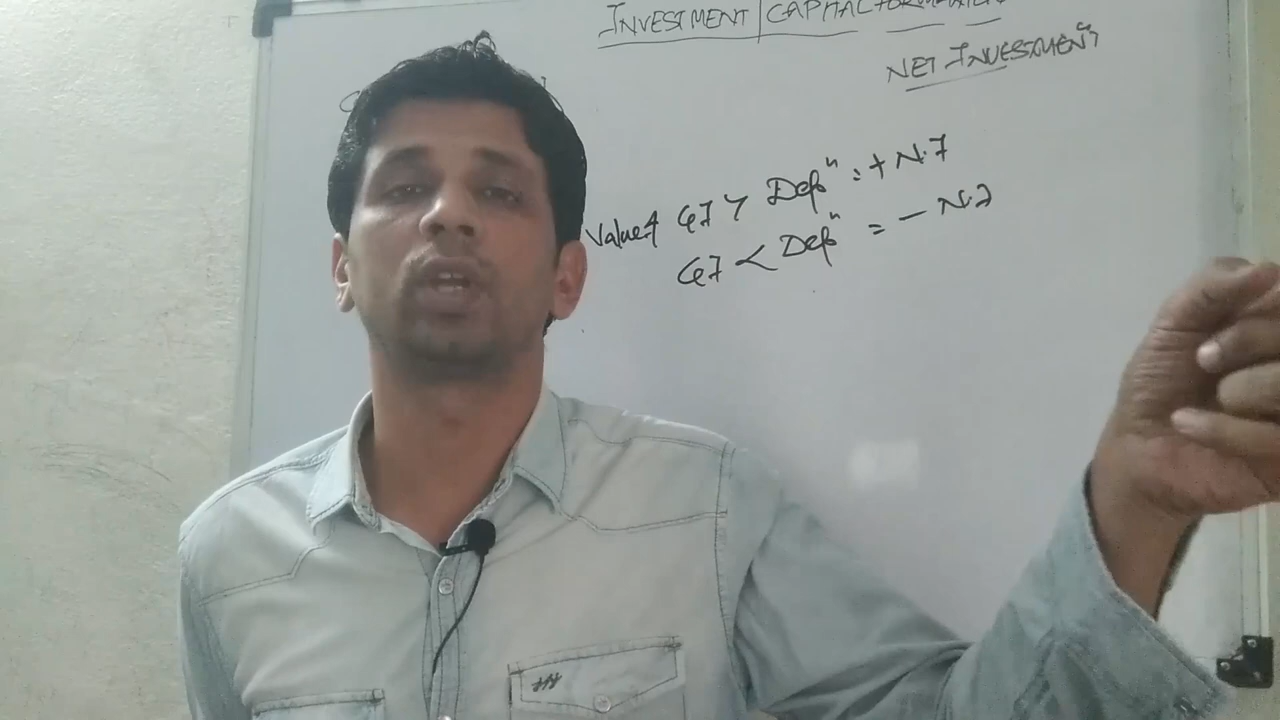 INVESTMENT | CAPITAL FORMATION
NET INVESTMENT
Value of GI > Depn = + N.I
GI < Depn = - N.I